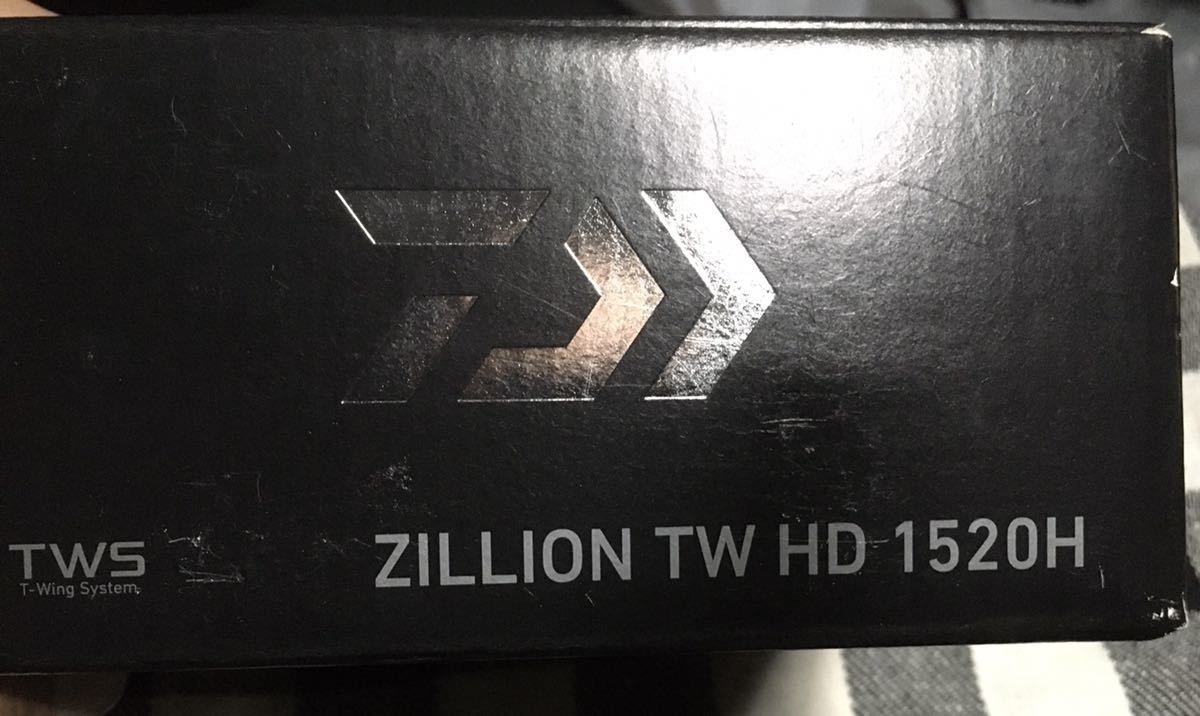 TWS
T-Wing System.
ZILLION TW HD 1520H